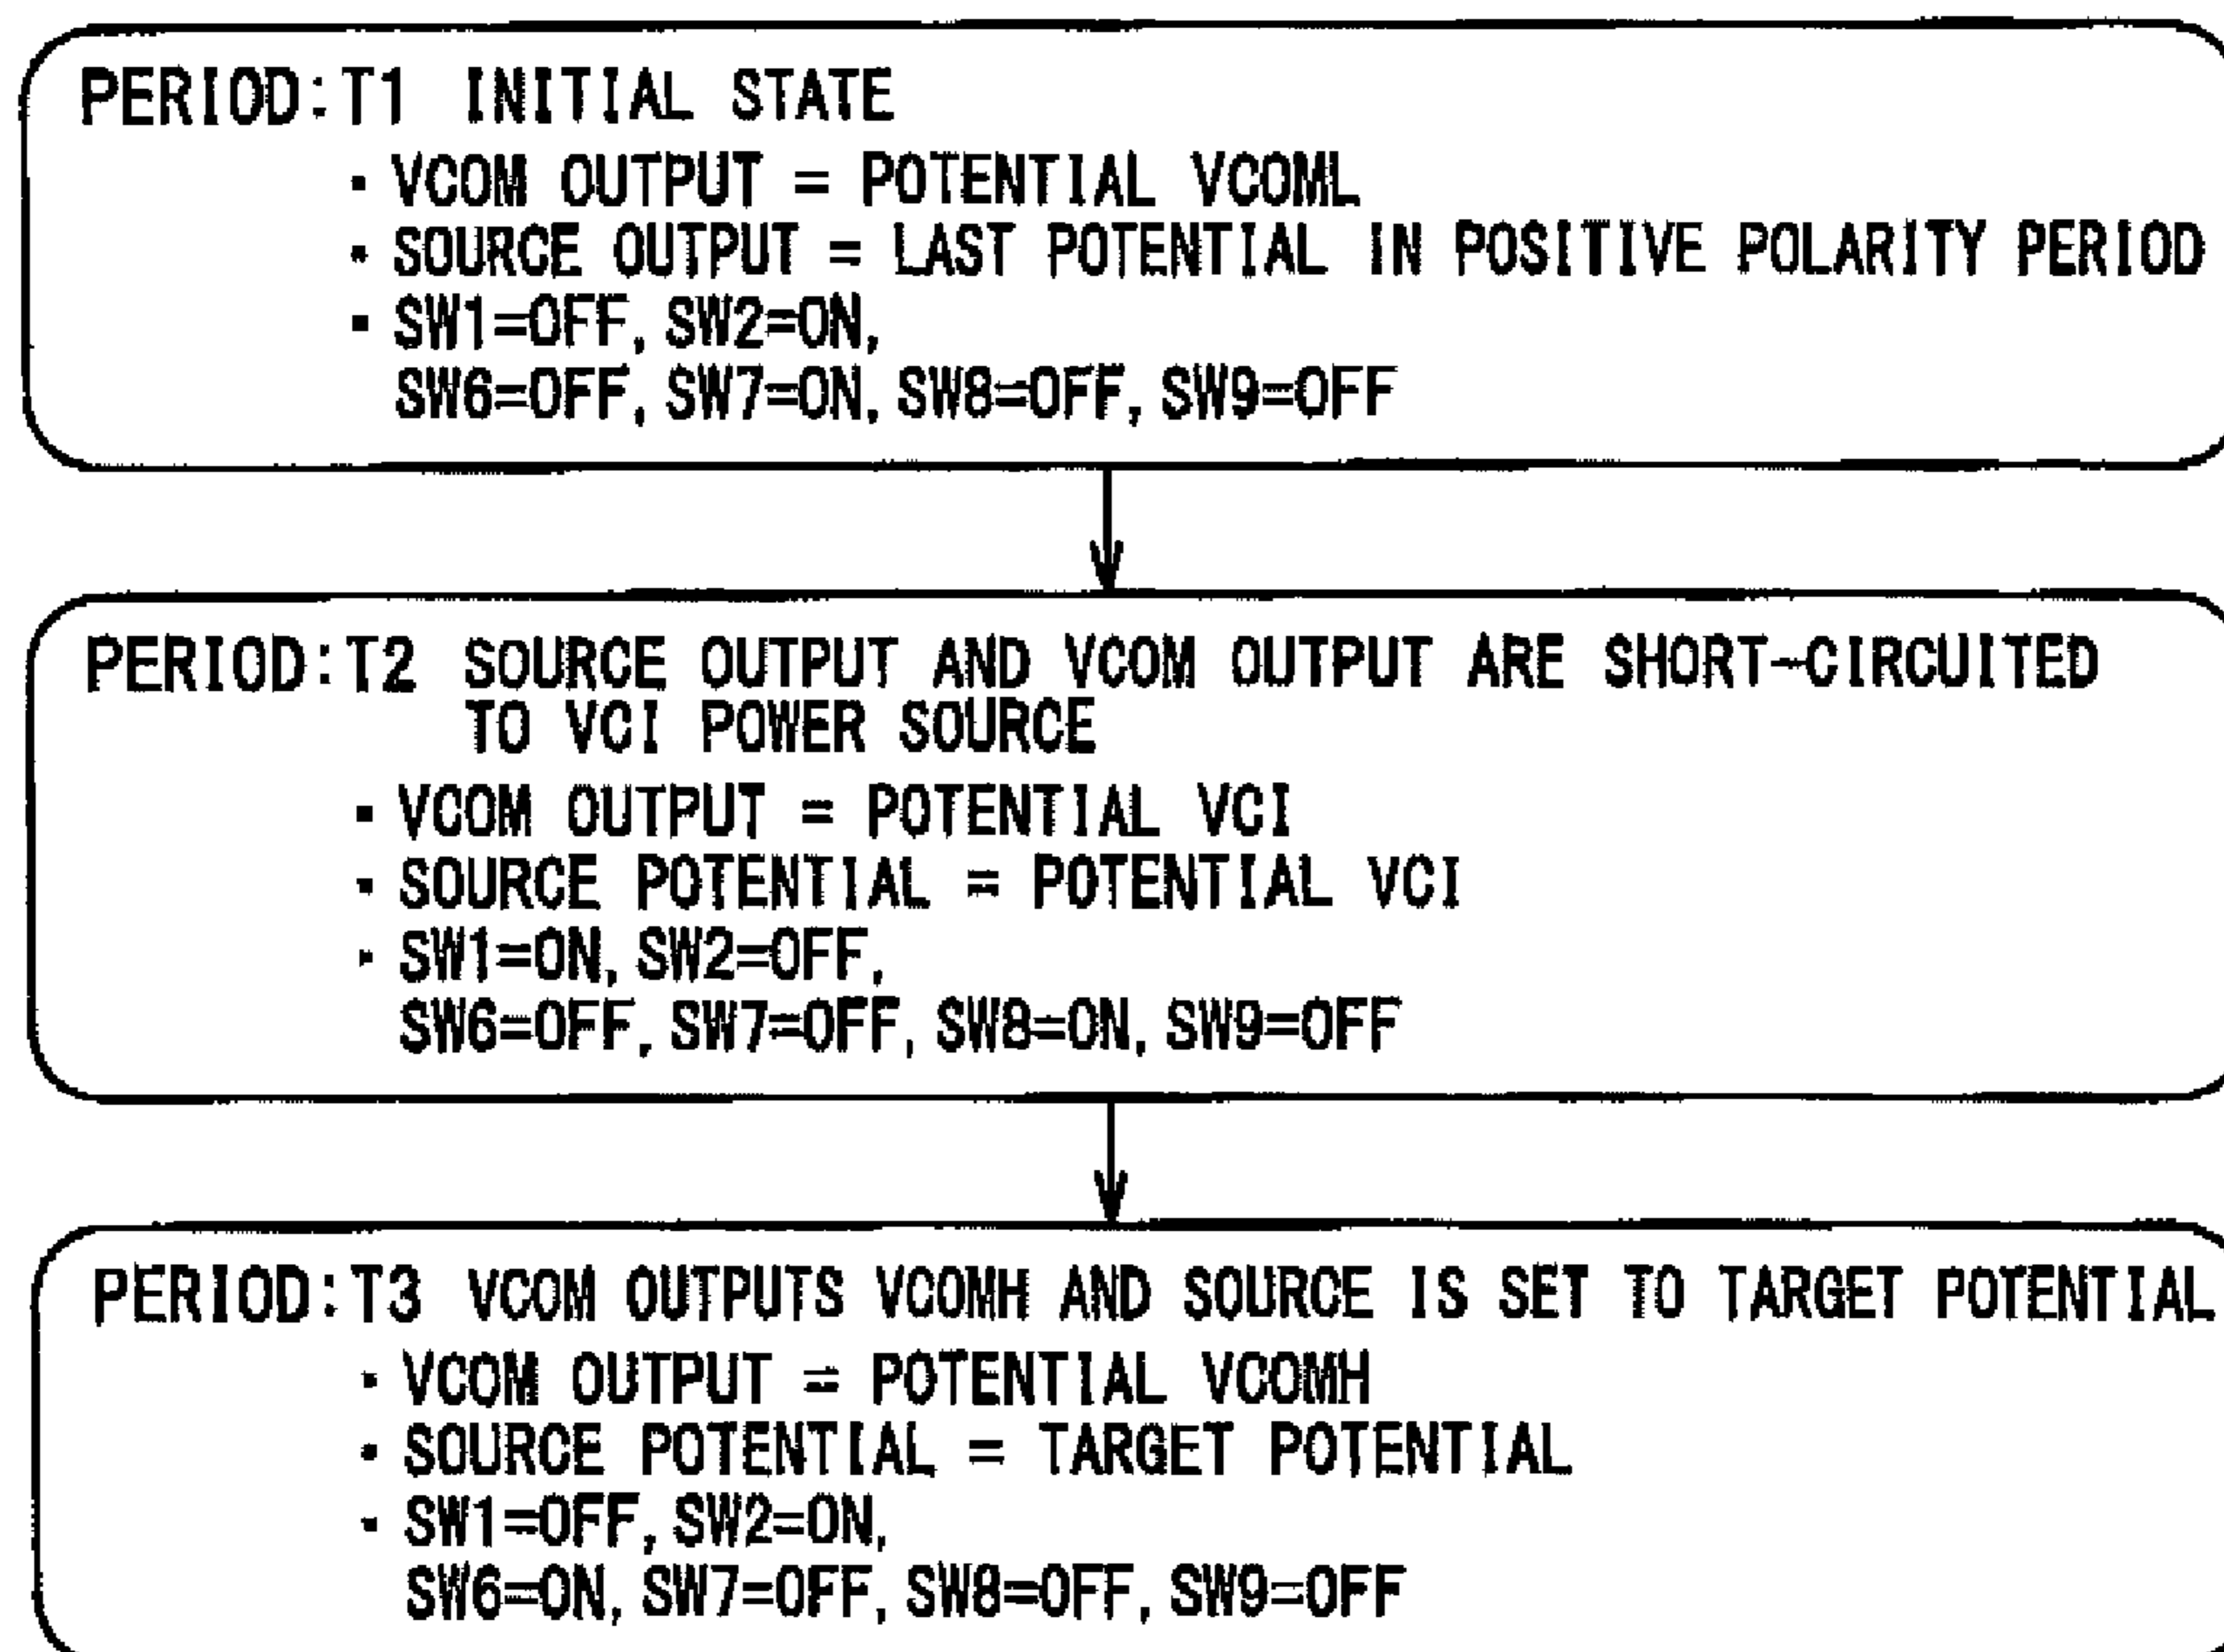 PERIOD:T1 INITIAL STATE
· VCOM OUTPUT = POTENTIAL VCOML
· SOURCE OUTPUT = LAST POTENTIAL IN POSITIVE POLARITY PERIOD
· SW1=OFF, SW2=ON,
SW6=OFF, SW7=ON, SW8=OFF, SW9=OFF
PERIOD:T2 SOURCE OUTPUT AND VCOM OUTPUT ARE SHORT-CIRCUITED
TO VCI POWER SOURCE
· VCOM OUTPUT = POTENTIAL VCI
· SOURCE POTENTIAL = POTENTIAL VCI
· SW1=ON, SW2=OFF,
SW6=OFF, SW7=OFF, SW8=ON, SW9=OFF
PERIOD:T3 VCOM OUTPUTS VCOMH AND SOURCE IS SET TO TARGET POTENTIAL
· VCOM OUTPUT = POTENTIAL VCOMH
· SOURCE POTENTIAL = TARGET POTENTIAL
· SW1=OFF, SW2=ON,
SW6=ON, SW7=OFF, SW8=OFF, SW9=OFF